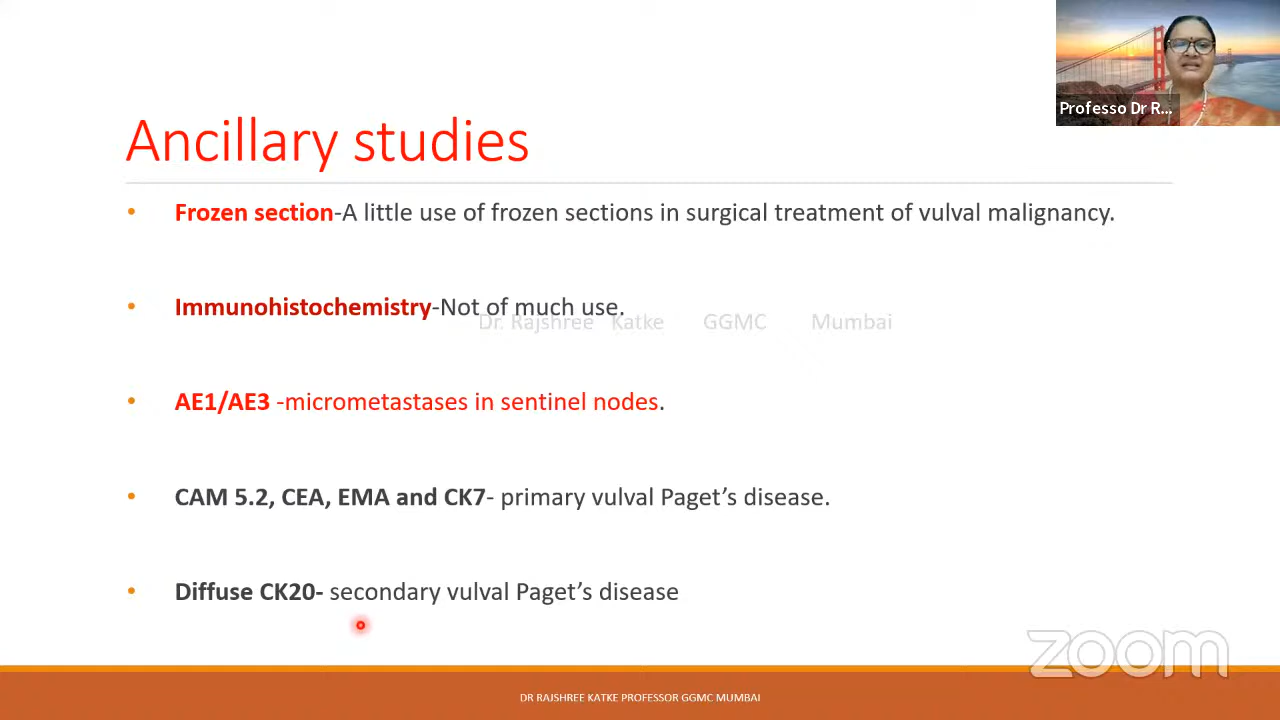 Professo Dr R...
Ancillary studies
• Frozen section-A little use of frozen sections in surgical treatment of vulval malignancy.
• Immunohistochemistry-Not of much use.
Dr. Rajshree Katke GGMC Mumbai
• AE1/AE3 -micrometastases in sentinel nodes.
• CAM 5.2, CEA, EMA and CK7- primary vulval Paget’s disease.
• Diffuse CK20- secondary vulval Paget’s disease
zoom
DR RAJSHREE KATKE PROFESSOR GGMC MUMBAI